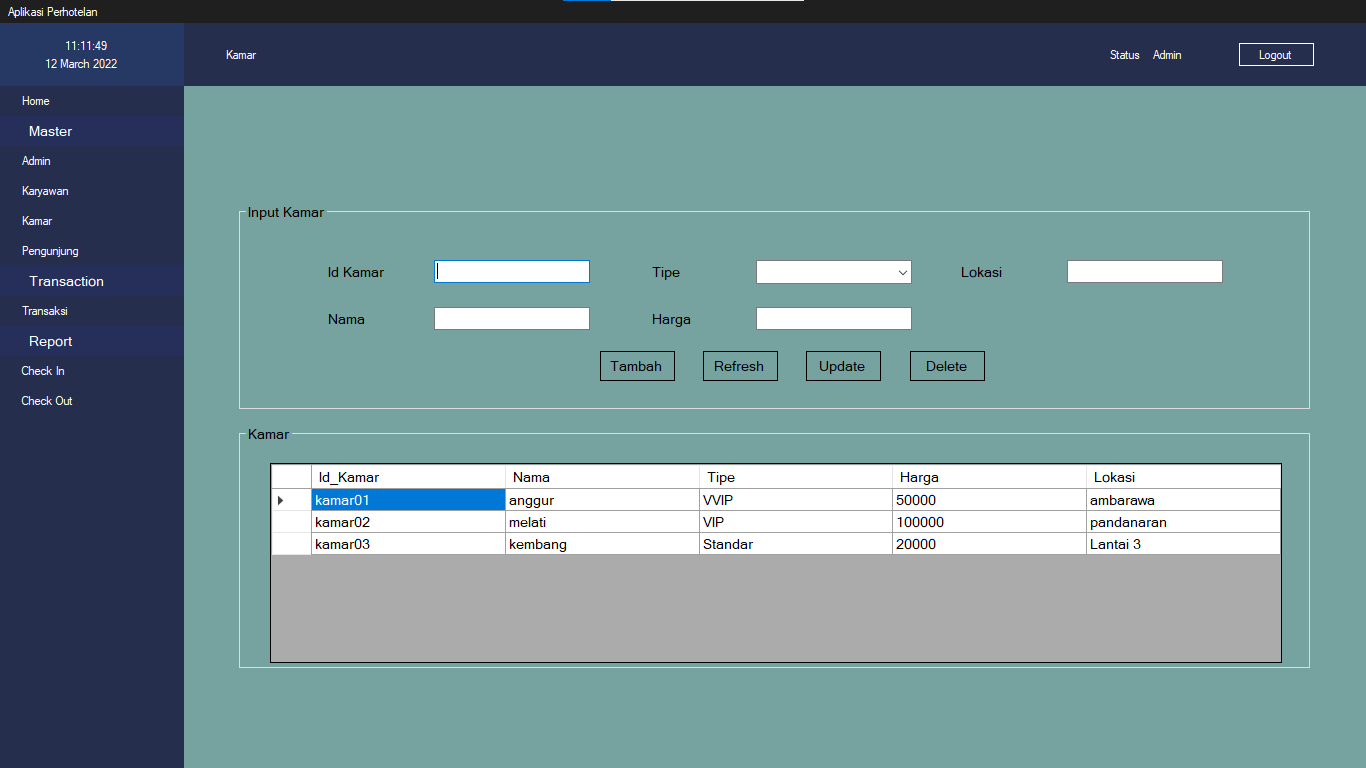 Aplikasi Perhotelan
11:11:49
12 March 2022
Kamar
Status Admin
Logout
Home
Master
Admin
Karyawan
Kamar
Pengunjung
Transaction
Transaksi
Report
Check In
Check Out
Input Kamar
Id Kamar Tipe Lokasi
Nama Harga
Tambah Refresh Update Delete
Kamar
Id_Kamar Nama Tipe Harga Lokasi
kamar01 anggur VVIP 50000 ambarawa
kamar02 melati VIP 100000 pandanaran
kamar03 kembang Standar 20000 Lantai 3